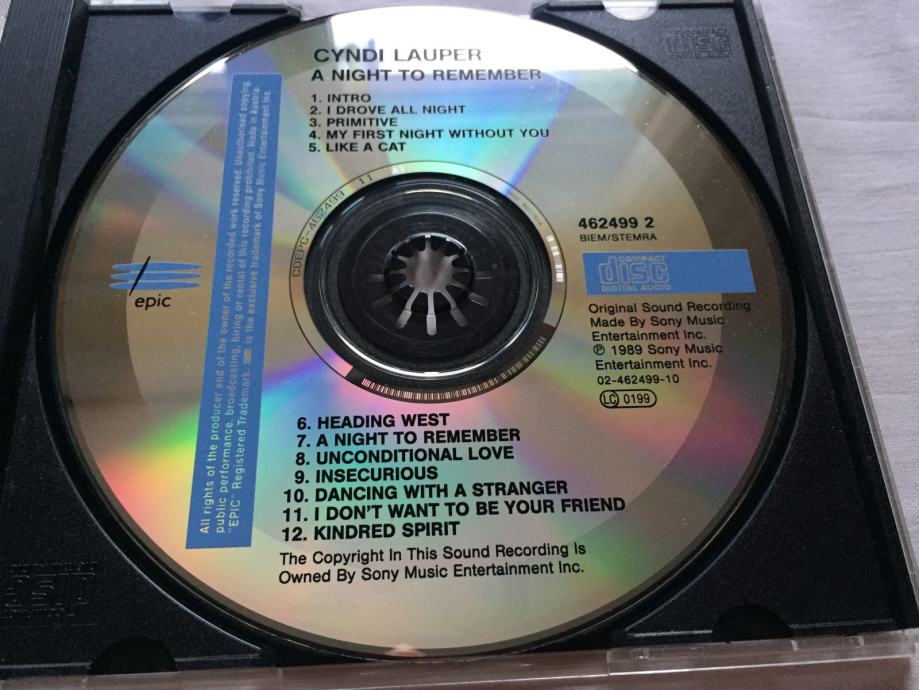 CYNDI LAUPER
A NIGHT TO REMEMBER
1. INTRO
2. I DROVE ALL NIGHT
3. PRIMITIVE
4. MY FIRST NIGHT WITHOUT YOU
5. LIKE A CAT
462499 2
BIEM/STEMRA
COMPACT
disc
DIGITAL AUDIO
Original Sound Recording
Made By Sony Music
Entertainment Inc.
℗ 1989 Sony Music
Entertainment Inc.
02-462499-10
LC 0199
epic
All rights of the producer and of the owner of the recorded work reserved. Unauthorised copying,
public performance, broadcasting, hiring or rental of this recording prohibited. Made in Austria.
"EPIC" Registered Trademark. is the exclusive trademark of Sony Music Entertainment Inc.
CDEPC-462499 11
6. HEADING WEST
7. A NIGHT TO REMEMBER
8. UNCONDITIONAL LOVE
9. INSECURIOUS
10. DANCING WITH A STRANGER
11. I DON'T WANT TO BE YOUR FRIEND
12. KINDRED SPIRIT
The Copyright In This Sound Recording Is
Owned By Sony Music Entertainment Inc.
disc